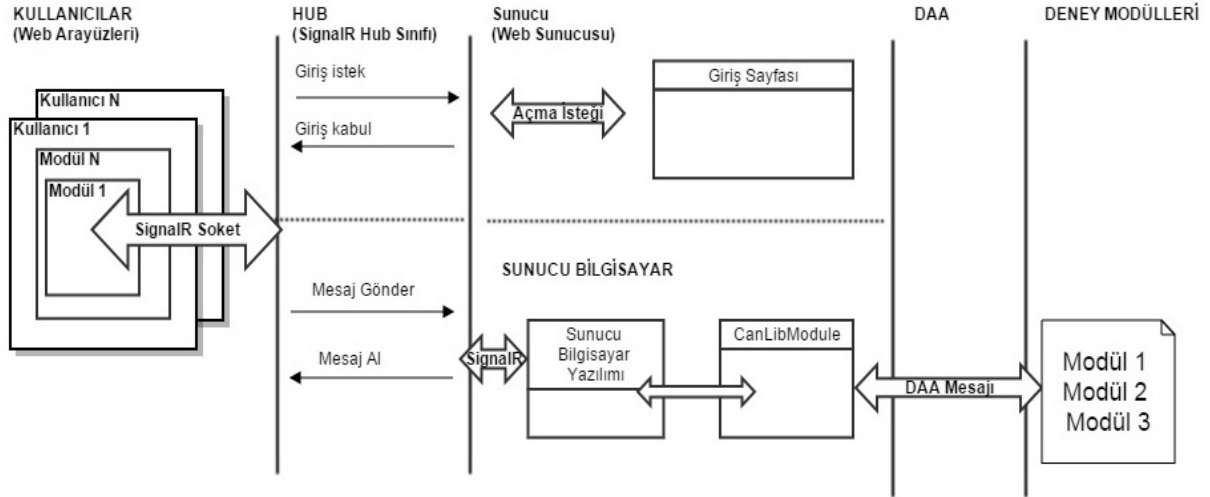 KULLANICILAR
(Web Arayüzleri)
HUB
(SignalR Hub Sınıfı)
Sunucu
(Web Sunucusu)
DAA
DENEY MODÜLLERİ
Kullanıcı N
Kullanıcı 1
Modül N
Modül 1
SignalR Soket
Giriş istek
Giriş kabul
Açma İsteği
Giriş Sayfası
SUNUCU BİLGİSAYAR
Mesaj Gönder
Mesaj Al
SignalR
Sunucu
Bilgisayar
Yazılımı
CanLibModule
DAA Mesajı
Modül 1
Modül 2
Modül 3